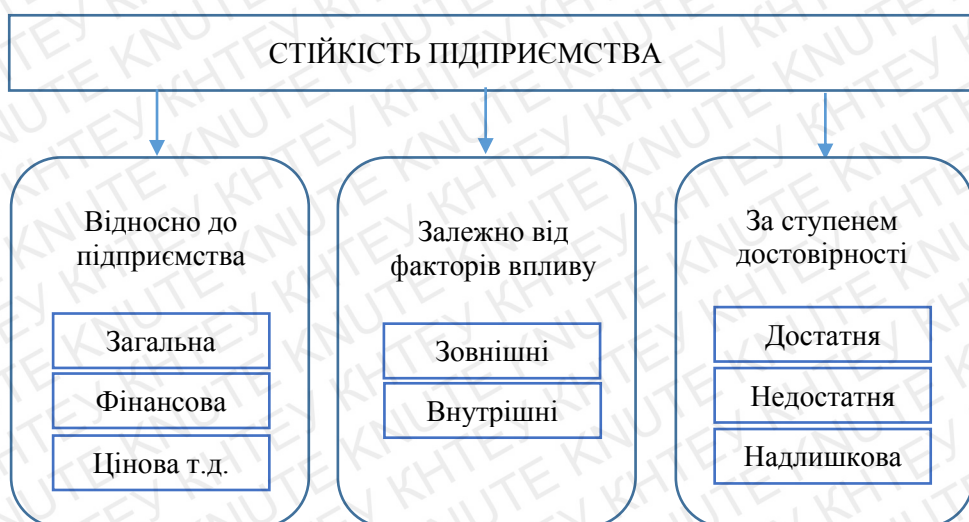 СТІЙКІСТЬ ПІДПРИЄМСТВА
Відносно до
підприємства
Загальна
Фінансова
Цінова т.д.
Залежно від
факторів впливу
Зовнішні
Внутрішні
За ступенем
достовірності
Достатня
Недостатня
Надлишкова